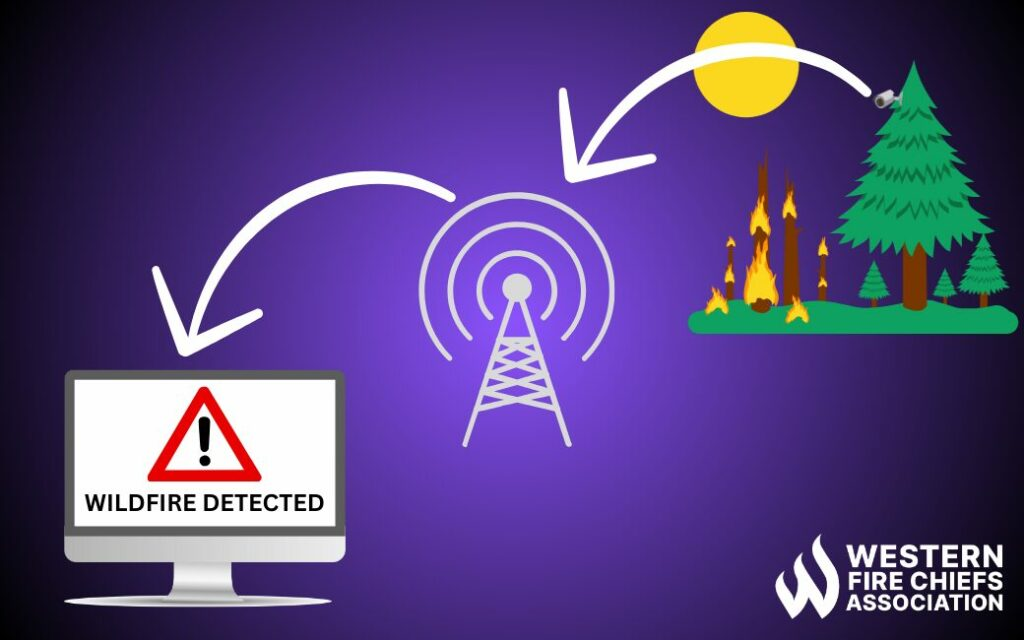 !
WILDFIRE DETECTED
WESTERN
FIRE CHIEFS
ASSOCIATION